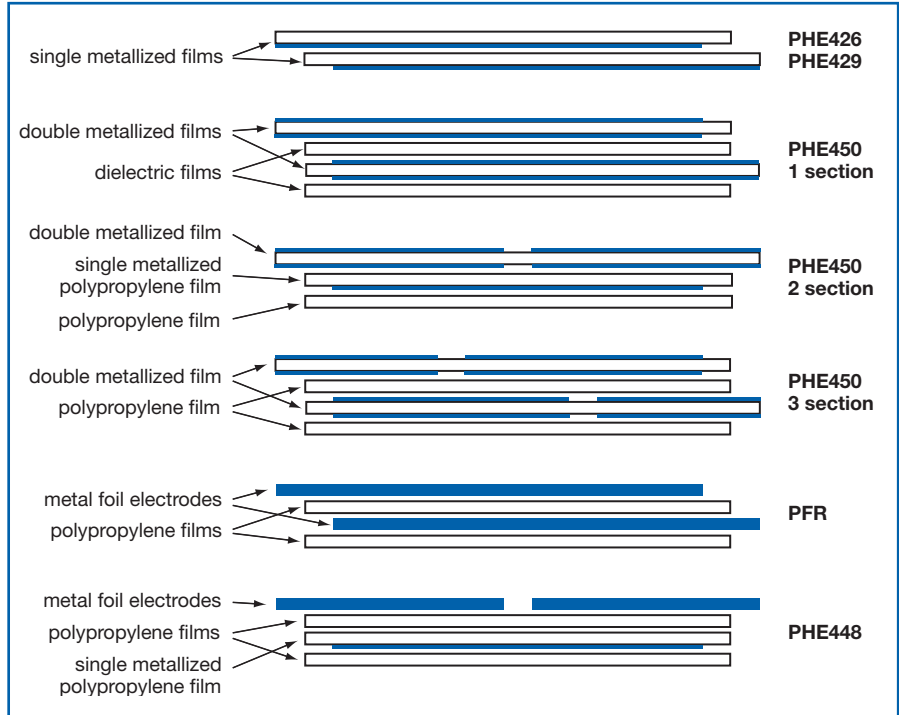 single metallized films
PHE426
PHE429
double metallized films
dielectric films
PHE450
1 section
double metallized film
single metallized
polypropylene film
polypropylene film
PHE450
2 section
double metallized film
polypropylene film
PHE450
3 section
metal foil electrodes
polypropylene films
PFR
metal foil electrodes
polypropylene films
single metallized
polypropylene film
PHE448